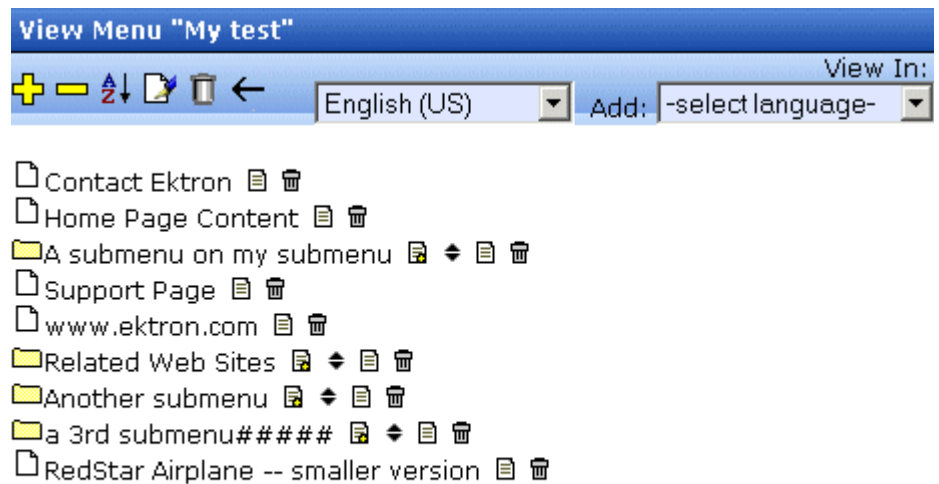 View Menu "My test"
View In:
English (US) Add: -select language-
Contact Ektron
Home Page Content
A submenu on my submenu
Support Page
www.ektron.com
Related Web Sites
Another submenu
a 3rd submenu#####
RedStar Airplane -- smaller version